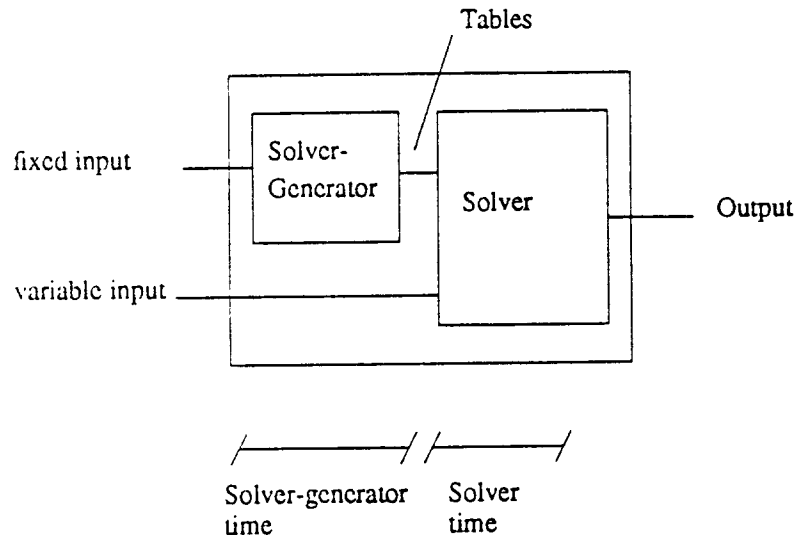 Tables
fixed input
Solver-
Generator
Solver
Output
variable input
Solver-generator
time
Solver
time